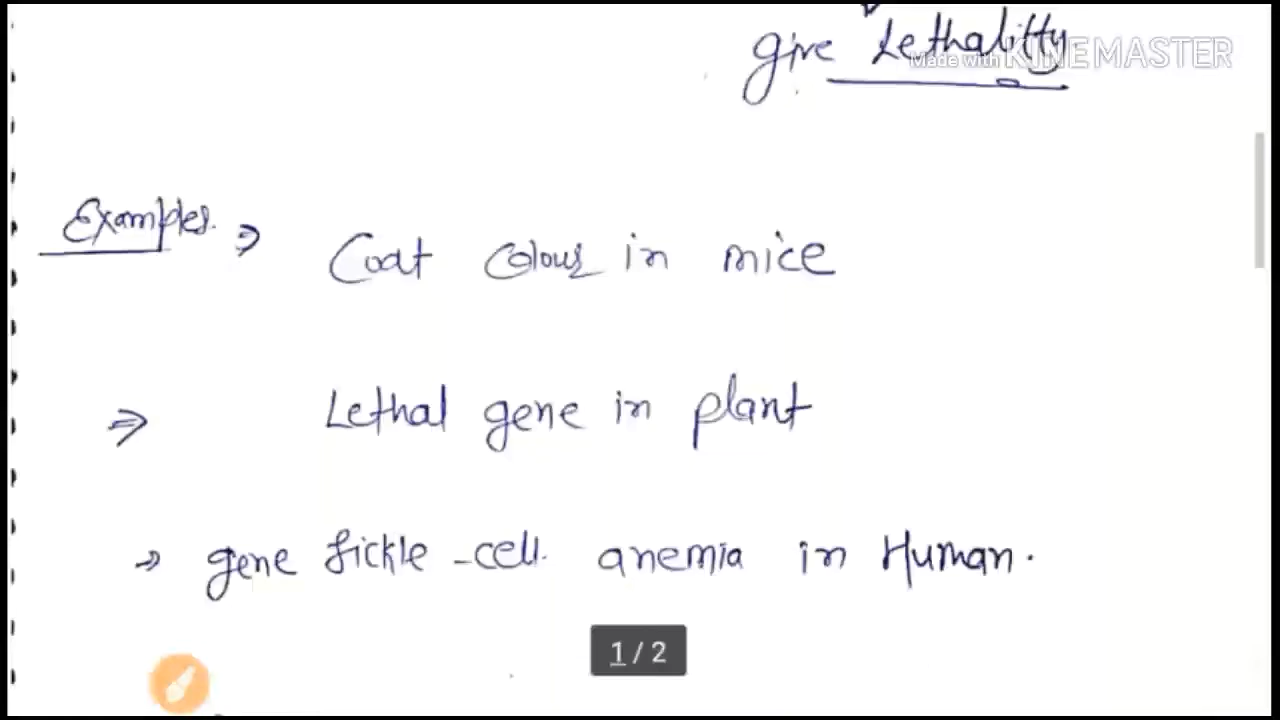 give Lethalitty
Made with KINEMASTER
Examples. ⇒ Coat Colour in mice
⇒ Lethal gene in plant
→ gene Sickle-cell anemia in Human.
1/2